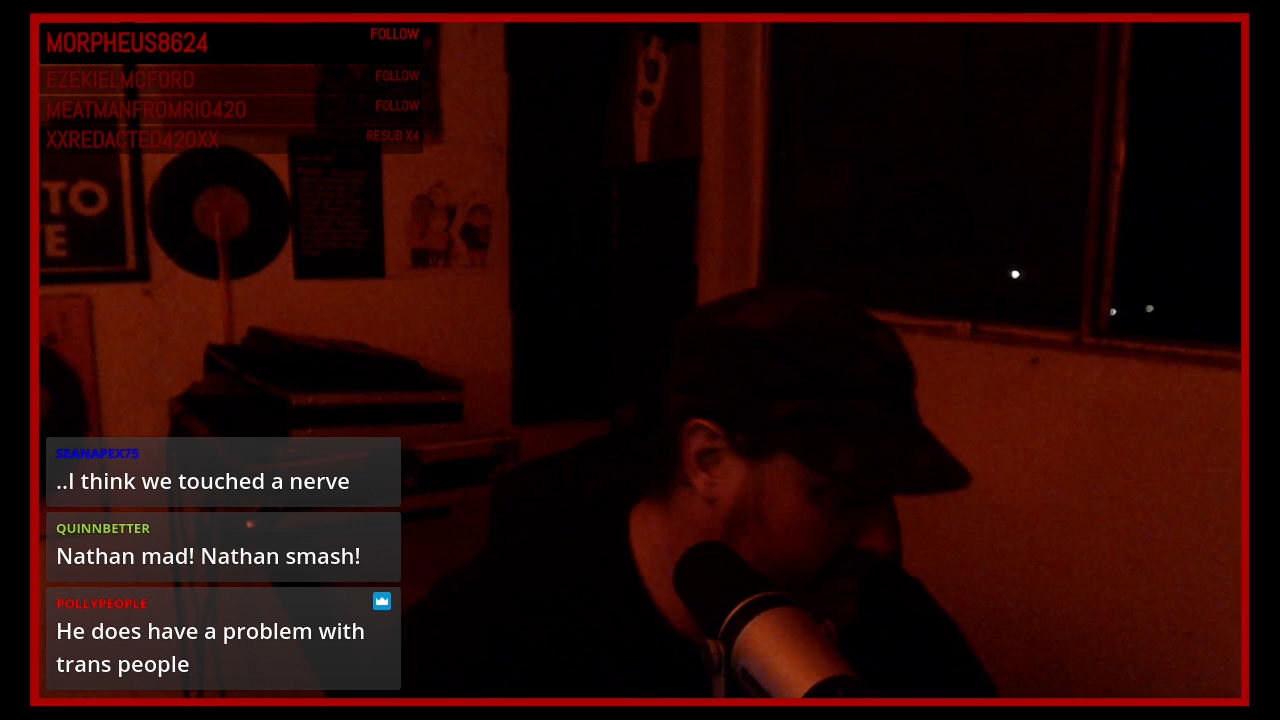 MORPHEUS8624 FOLLOW
EZEKIELMCFORD FOLLOW
MEATMANFROMRIO420 FOLLOW
XXREDACTED420XX RESUB X4
TO
E
SEANAPEX75
..I think we touched a nerve
QUINNBETTER
Nathan mad! Nathan smash!
POLLYPEOPLE
He does have a problem with
trans people